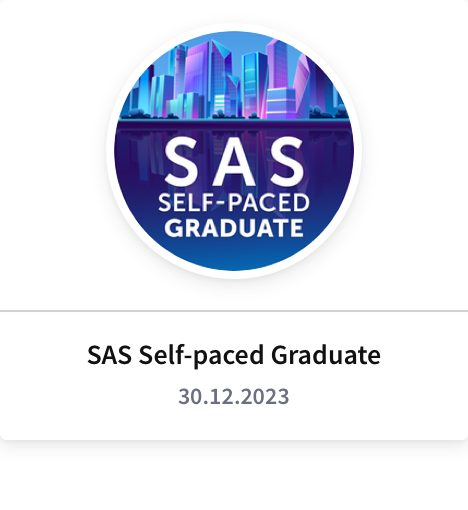 SAS
SELF-PACED
GRADUATE
SAS Self-paced Graduate
30.12.2023